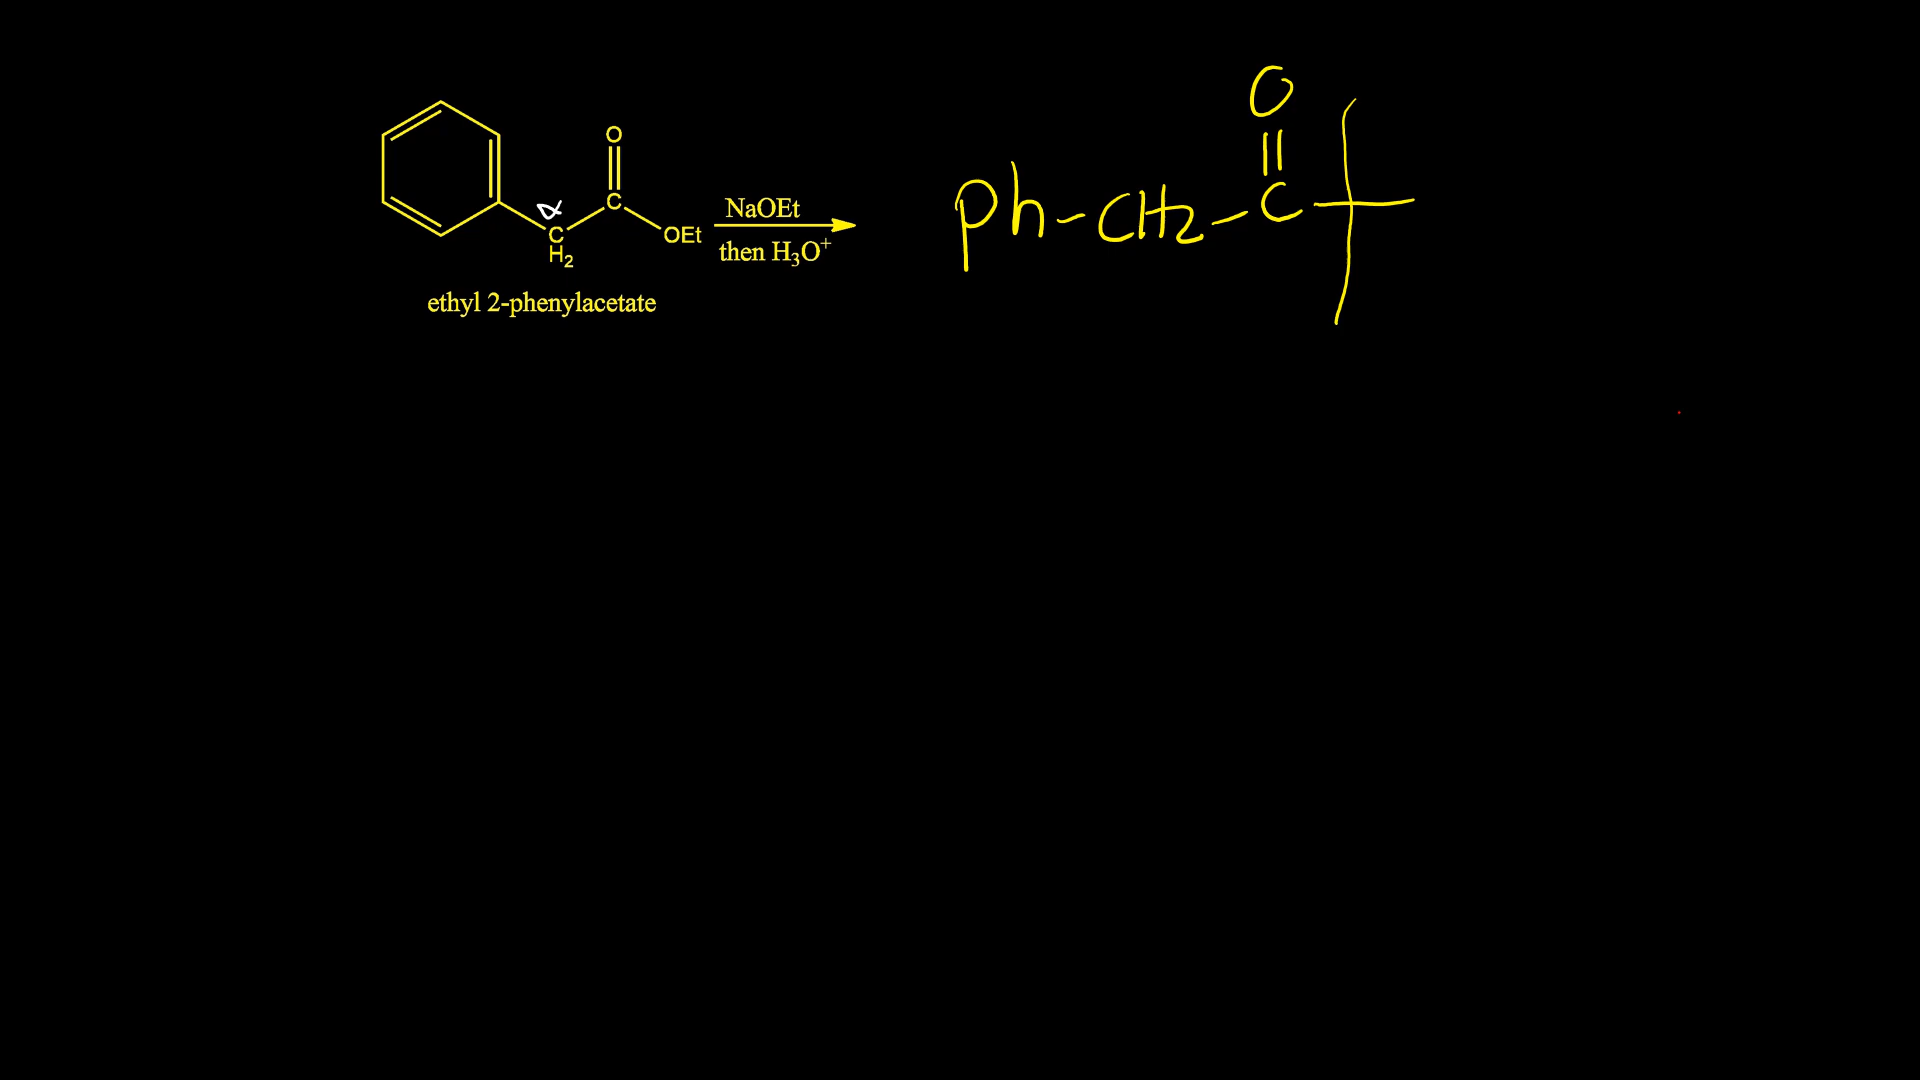 O
C
C
H₂
OEt
α
ethyl 2-phenylacetate
NaOEt
then H₃O⁺
O
Ph-CH2-C